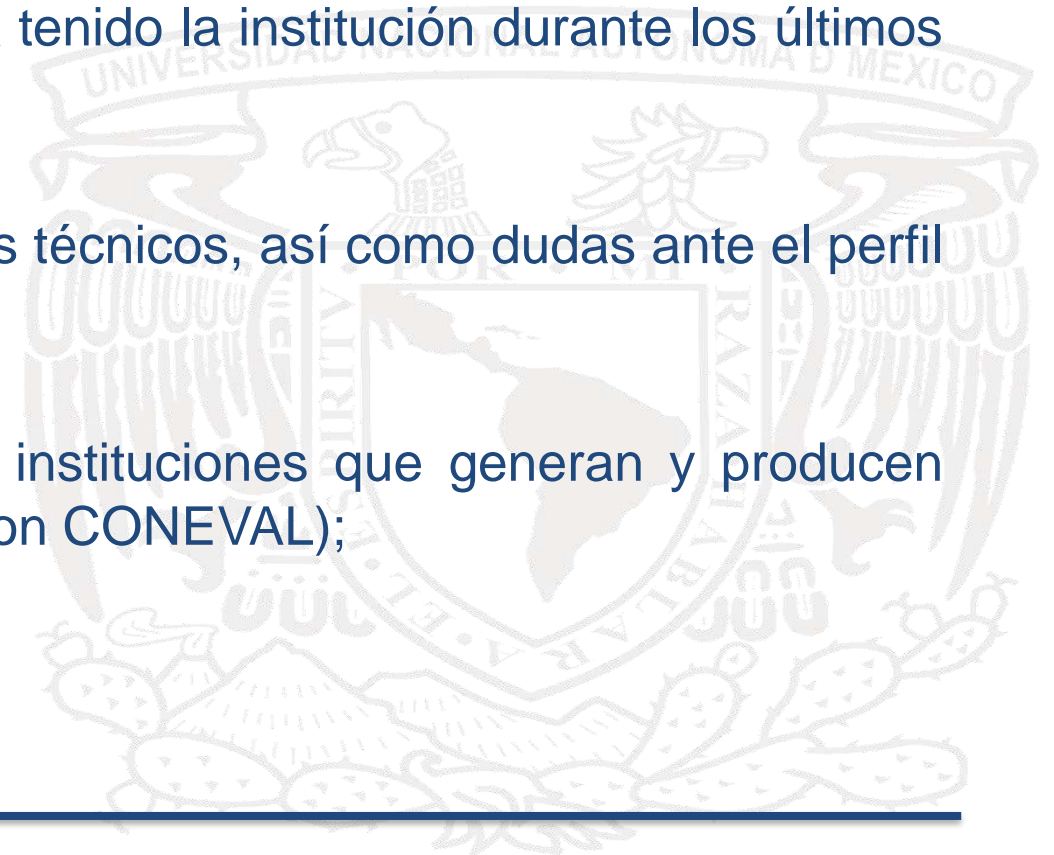 tenido la institución durante los últimos
UNIVERSIDAD NACIONAL AUTONOMA D MEXICO
s técnicos, así como dudas ante el perfil
POR MI RAZA HABLARA EL ESPIRITV
instituciones que generan y producen
on CONEVAL);